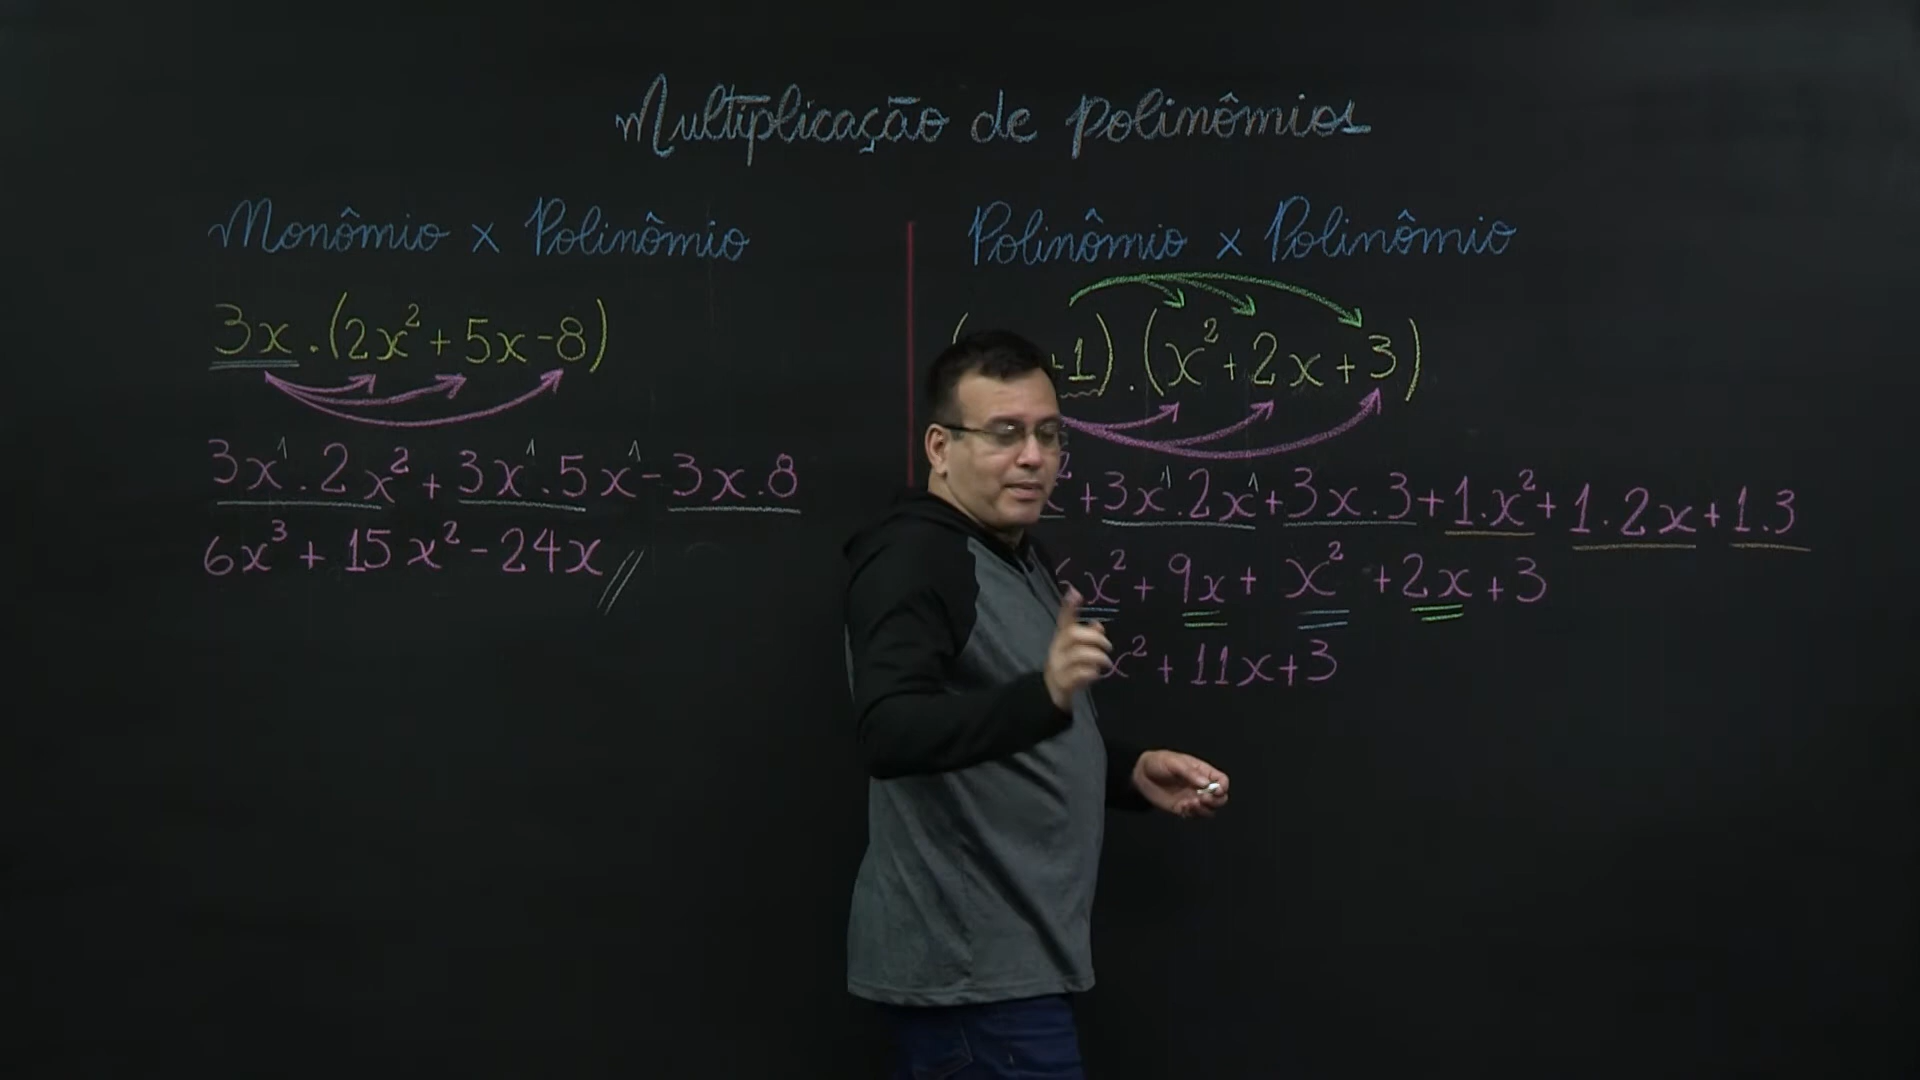 Multiplicação de polinômios
Monômio x Polinômio
3x.(2x²+5x-8)
3x¹.2x²+3x¹.5x¹-3x.8
6x³+15x²-24x
Polinômio x Polinômio
+1).(x²+2x+3)
+3x¹.2x¹+3x.3+1.x²+1.2x+1.3
x²+9x+x²+2x+3
x²+11x+3